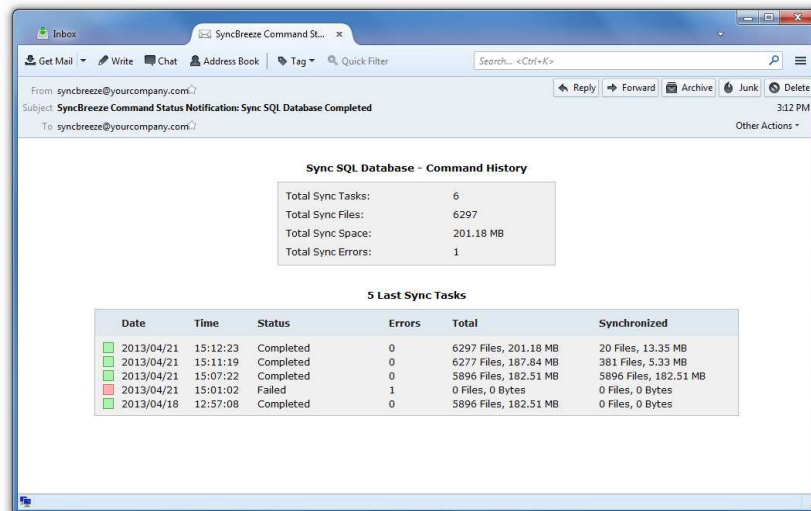 Inbox
SyncBreeze Command St... ×
Get Mail Write Chat Address Book Tag Quick Filter Search... <Ctrl+K>
From syncbreeze@yourcompany.com Reply Forward Archive Junk Delete
Subject SyncBreeze Command Status Notification: Sync SQL Database Completed 3:12 PM
To syncbreeze@yourcompany.com Other Actions
Sync SQL Database - Command History
Total Sync Tasks: 6
Total Sync Files: 6297
Total Sync Space: 201.18 MB
Total Sync Errors: 1
5 Last Sync Tasks
Date Time Status Errors Total Synchronized
2013/04/21 15:12:23 Completed 0 6297 Files, 201.18 MB 20 Files, 13.35 MB
2013/04/21 15:11:19 Completed 0 6277 Files, 187.84 MB 381 Files, 5.33 MB
2013/04/21 15:07:22 Completed 0 5896 Files, 182.51 MB 5896 Files, 182.51 MB
2013/04/21 15:01:02 Failed 1 0 Files, 0 Bytes 0 Files, 0 Bytes
2013/04/18 12:57:08 Completed 0 5896 Files, 182.51 MB 0 Files, 0 Bytes